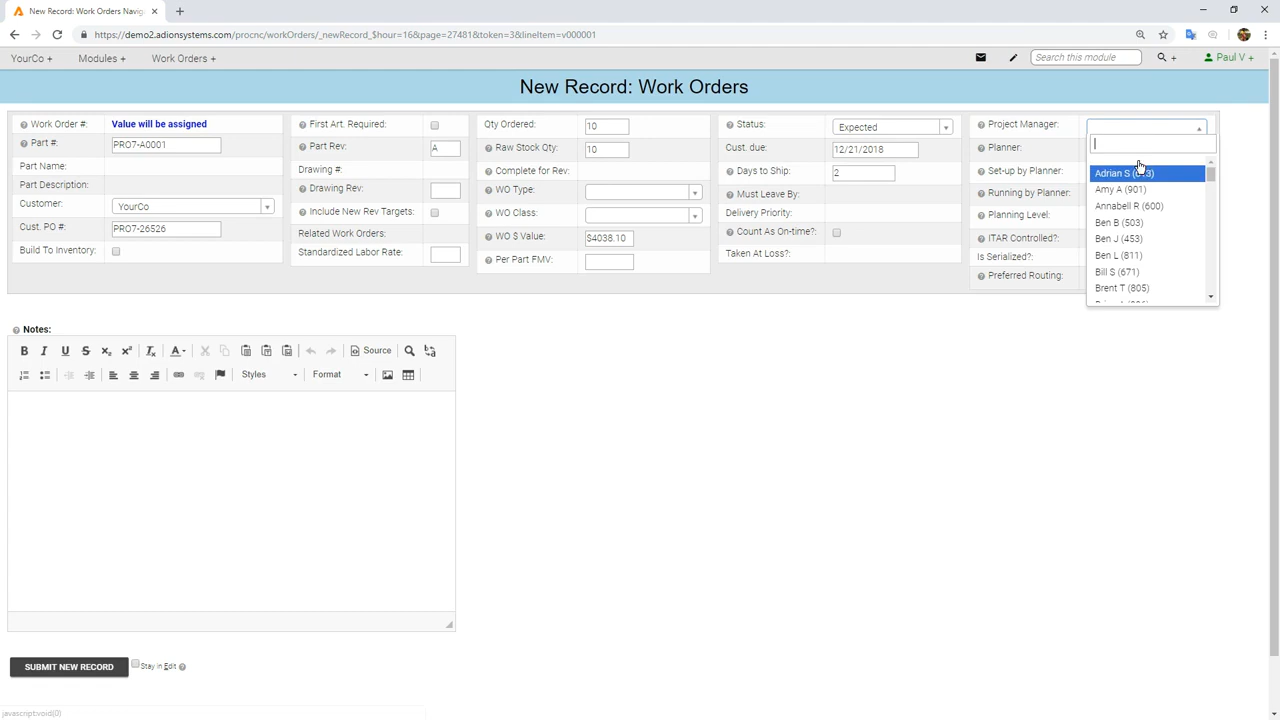 New Record: Work Orders Navig
https://demo2.adionsystems.com/procnc/workOrders/_newRecord_$hour=16&page=27481&token=3&lineItem=v000001
YourCo +
Modules +
Work Orders +
Search this module
+
Paul V +
New Record: Work Orders
Work Order #:
Value will be assigned
Part #:
PRO7-A0001
Part Name:
Part Description:
Customer:
YourCo
Cust. PO #:
PRO7-26526
Build To Inventory:
First Art. Required:
Part Rev:
A
Drawing #:
Drawing Rev:
Include New Rev Targets:
Related Work Orders:
Standardized Labor Rate:
Qty Ordered:
10
Raw Stock Qty:
10
Complete for Rev:
WO Type:
WO Class:
WO $ Value:
$4038.10
Per Part FMV:
Status:
Expected
Cust. due:
12/21/2018
Days to Ship:
2
Must Leave By:
Delivery Priority:
Count As On-time?:
Taken At Loss?:
Project Manager:
Planner:
Set-up by Planner:
Running by Planner:
Planning Level:
ITAR Controlled?:
Is Serialized?:
Preferred Routing:
Adrian S
Amy A (901)
Annabell R (600)
Ben B (503)
Ben J (453)
Ben L (811)
Bill S (671)
Brent T (805)
Notes:
Source
Styles
Format
SUBMIT NEW RECORD
Stay in Edit
javascript:void(0)